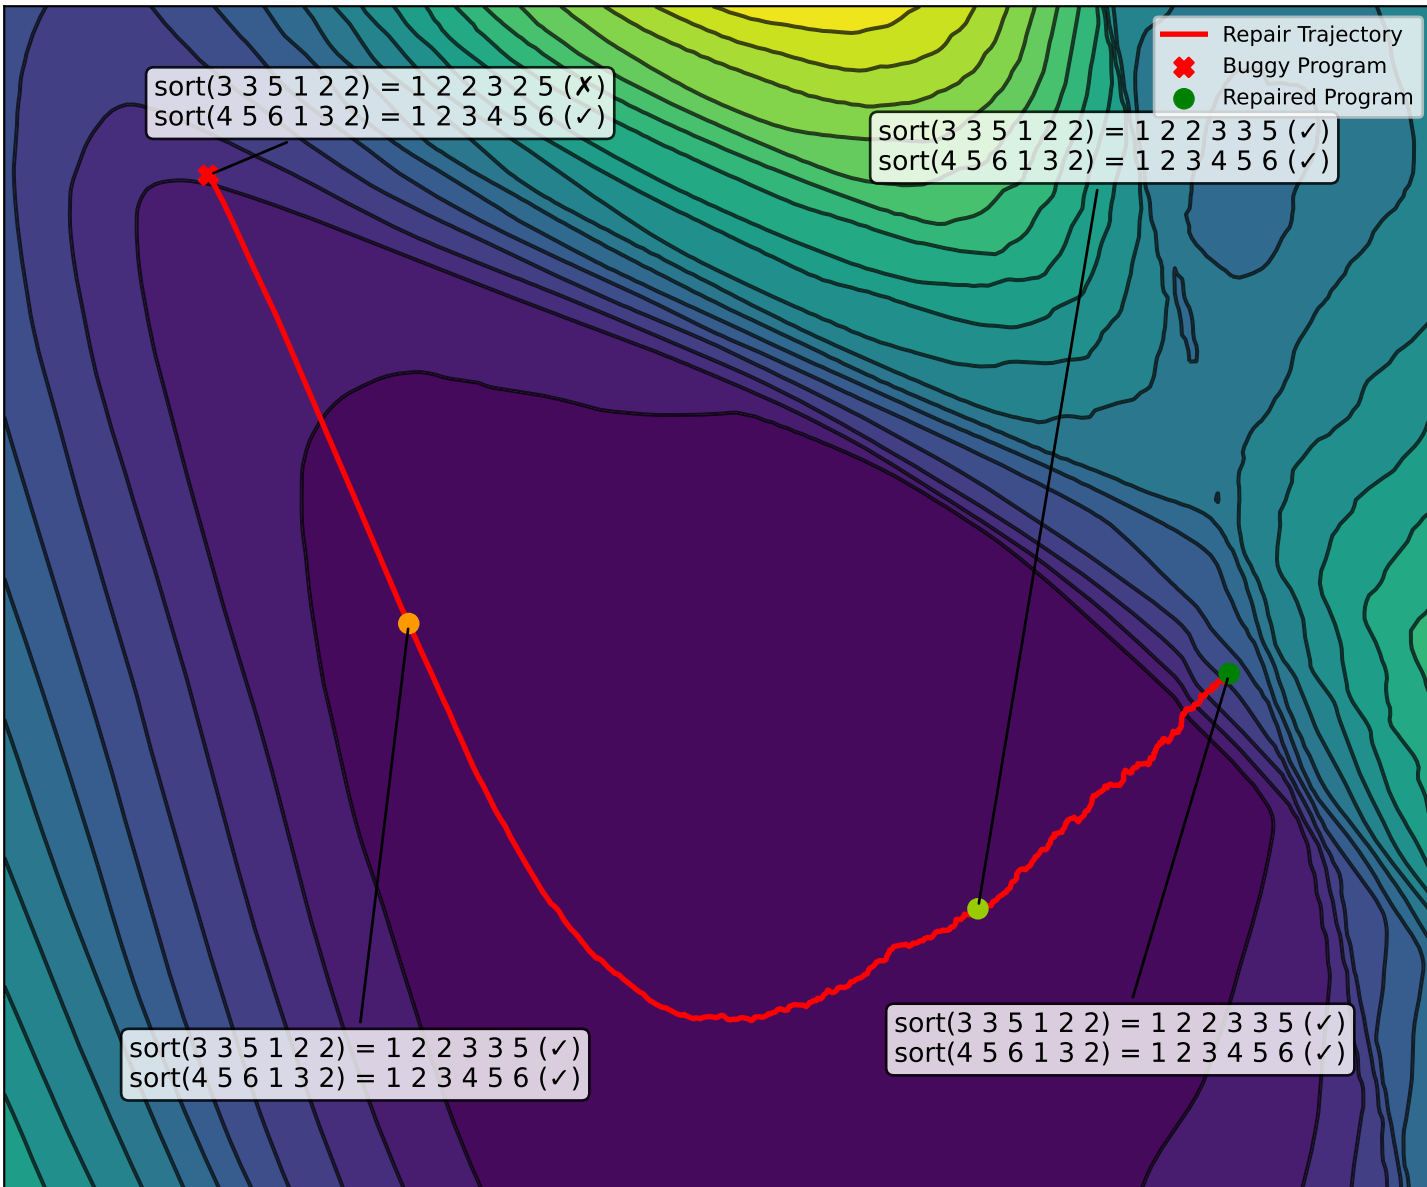 Repair Trajectory
Buggy Program
Repaired Program
sort(3 3 5 1 2 2) = 1 2 2 3 2 5 (✗)
sort(4 5 6 1 3 2) = 1 2 3 4 5 6 (✓)
sort(3 3 5 1 2 2) = 1 2 2 3 3 5 (✓)
sort(4 5 6 1 3 2) = 1 2 3 4 5 6 (✓)
sort(3 3 5 1 2 2) = 1 2 2 3 3 5 (✓)
sort(4 5 6 1 3 2) = 1 2 3 4 5 6 (✓)
sort(3 3 5 1 2 2) = 1 2 2 3 3 5 (✓)
sort(4 5 6 1 3 2) = 1 2 3 4 5 6 (✓)